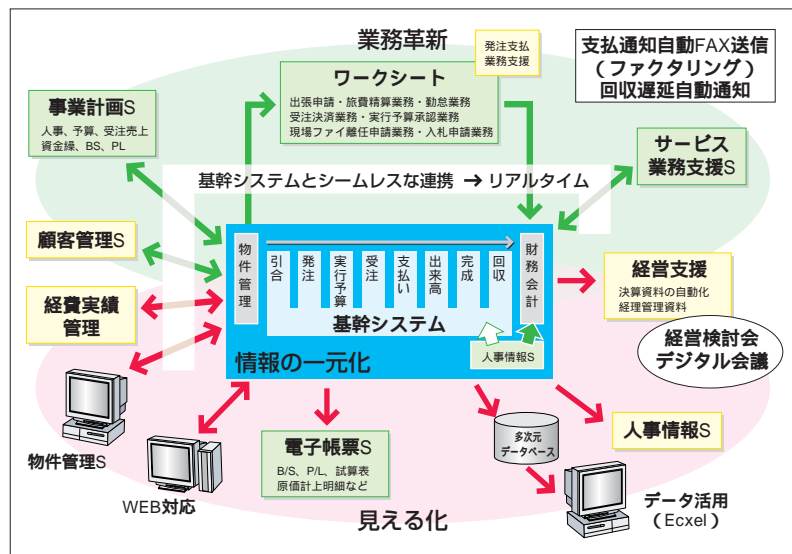 業務革新
発注支払
業務支援
支払通知自動FAX送信
（ファクタリング）
回収遅延自動通知
ワークシート
出張申請・旅費精算業務・勤怠業務
受注決済業務・実行予算承認業務
現場ファイ離任申請業務・入札申請業務
事業計画S
人事、予算、受注売上
資金繰、BS、PL
サービス
業務支援S
基幹システムとシームレスな連携 → リアルタイム
顧客管理S
経費実績
管理
物件管理
引合
発注
実行予算
受注
支払い
出来高
完成
回収
財務会計
基幹システム
人事情報S
情報の一元化
経営支援
決算資料の自動化
経理管理資料
経営検討会
デジタル会議
物件管理S
WEB対応
電子帳票S
B/S、P/L、試算表
原価計上明細など
多次元
データベース
人事情報S
データ活用
（Ecxel）
見える化